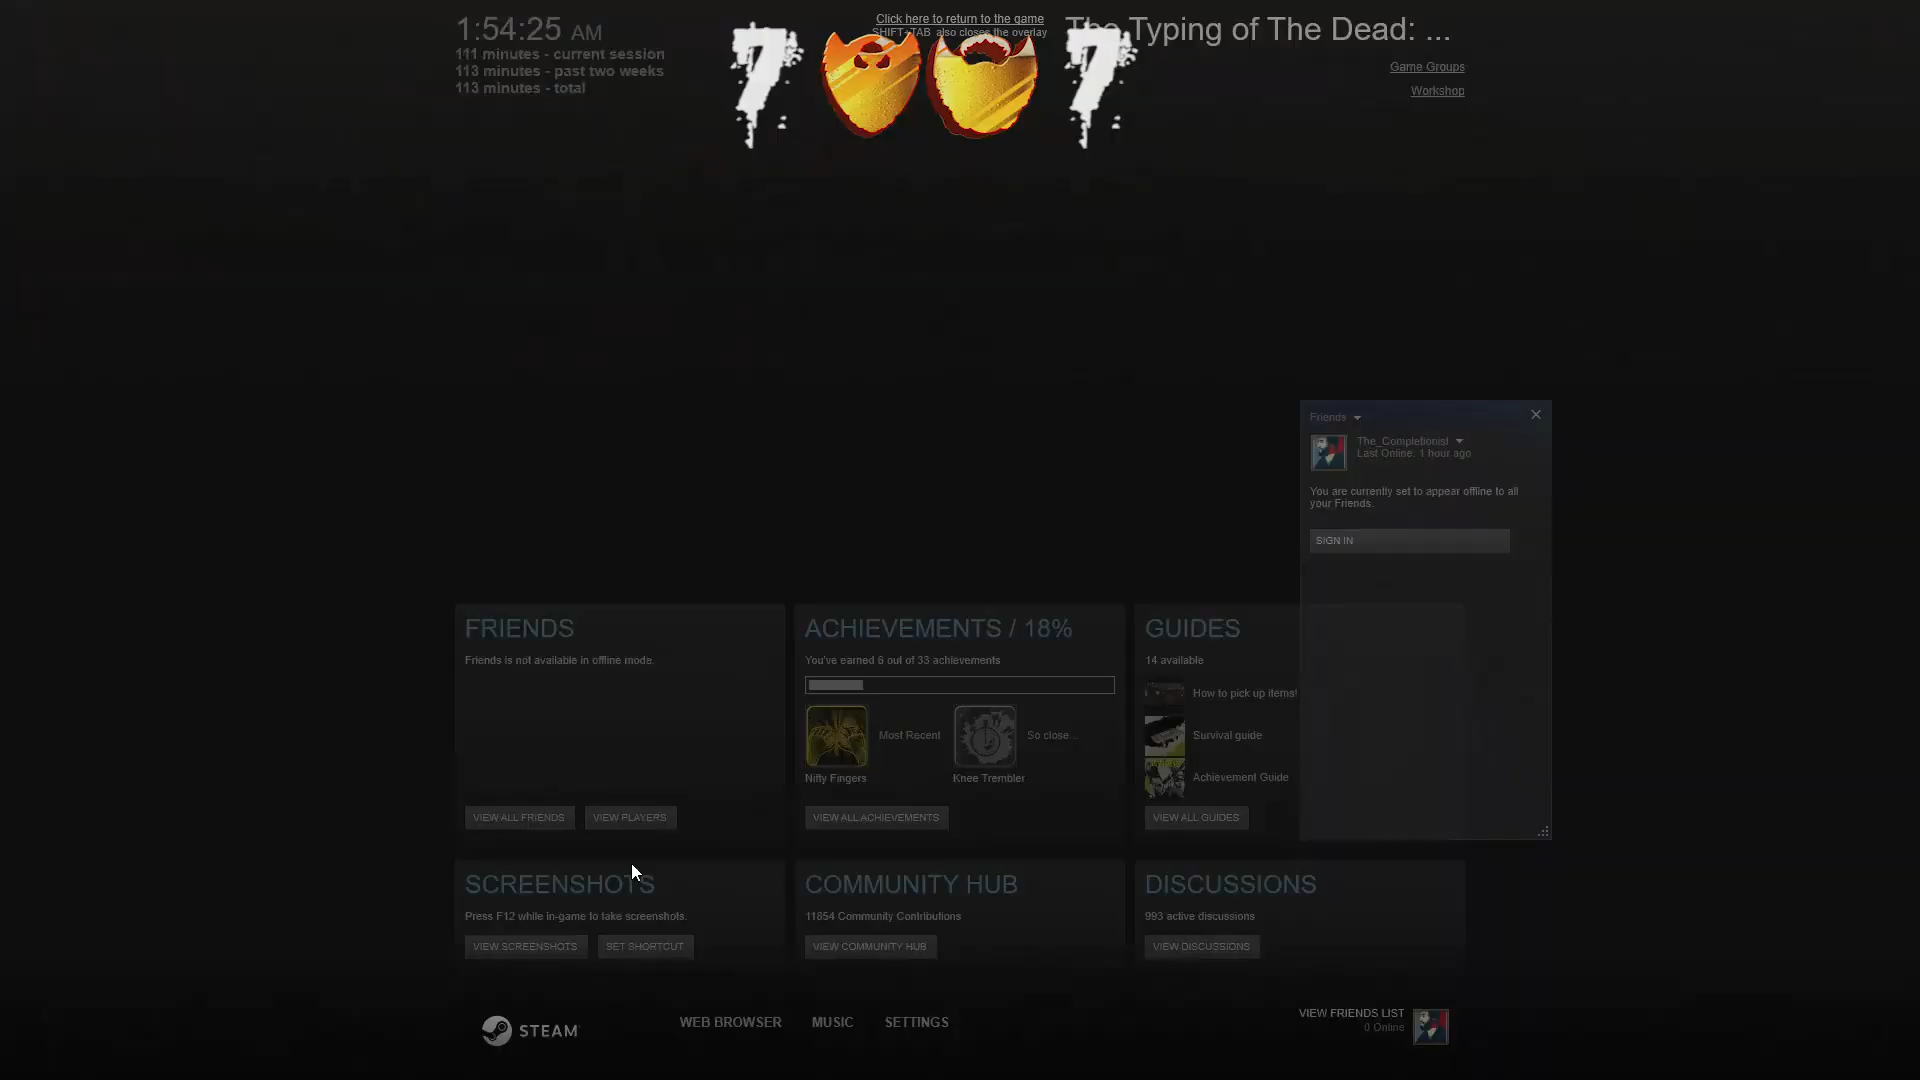 1:54:25 AM
111 minutes - current session
113 minutes - past two weeks
113 minutes - total
Click here to return to the game
SHIFT+TAB also closes the overlay
The Typing of The Dead: ...
Game Groups
Workshop
7 7
Friends
The_Completionist
Last Online: 1 hour ago
You are currently set to appear offline to all
your Friends.
SIGN IN
FRIENDS
Friends is not available in offline mode.
VIEW ALL FRIENDS
VIEW PLAYERS
ACHIEVEMENTS / 18%
You've earned 6 out of 33 achievements
Most Recent
So close...
Nifty Fingers
Knee Trembler
VIEW ALL ACHIEVEMENTS
GUIDES
14 available
How to pick up items!
Survival guide
Achievement Guide
VIEW ALL GUIDES
SCREENSHOTS
Press F12 while in-game to take screenshots.
VIEW SCREENSHOTS
SET SHORTCUT
COMMUNITY HUB
11854 Community Contributions
VIEW COMMUNITY HUB
DISCUSSIONS
993 active discussions
VIEW DISCUSSIONS
STEAM
WEB BROWSER
MUSIC
SETTINGS
VIEW FRIENDS LIST
0 Online